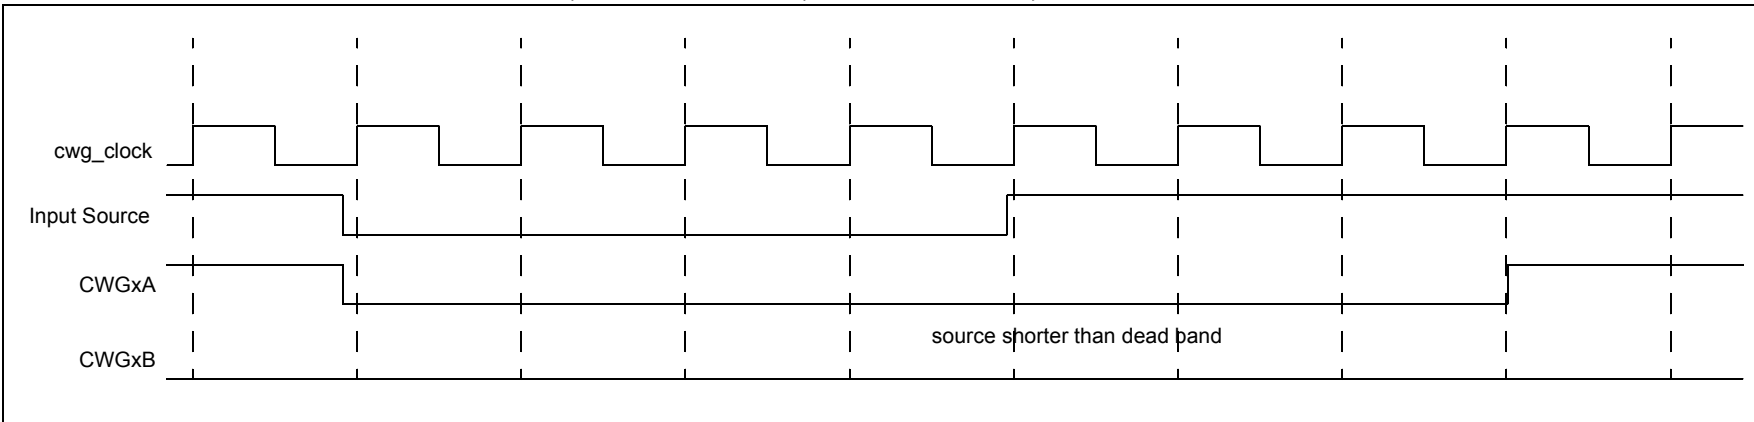 cwg_clock
Input Source
CWGxA
source shorter than dead band
CWGxB